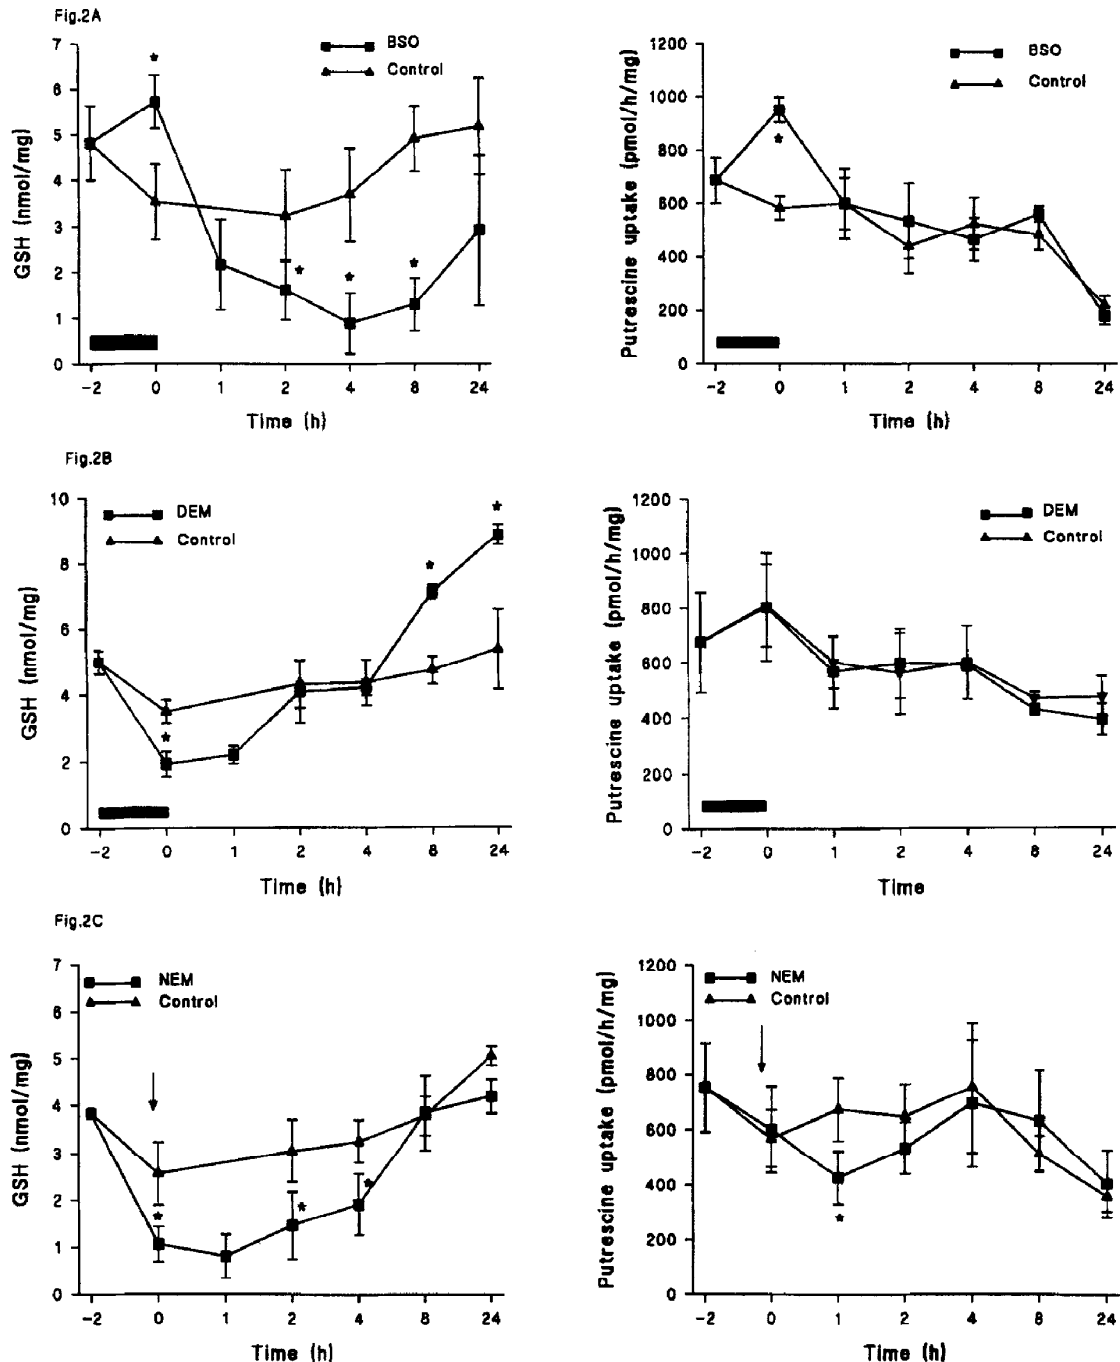 Fig.2A
BSO
Control
GSH (nmol/mg)
7
6
5
4
3
2
1
0
-2 0 1 2 4 8 24
Time (h)
BSO
Control
Putrescine uptake (pmol/h/mg)
1200
1000
800
600
400
200
0
-2 0 1 2 4 8 24
Time (h)
Fig.2B
DEM
Control
GSH (nmol/mg)
10
8
6
4
2
0
-2 0 1 2 4 8 24
Time (h)
DEM
Control
Putrescine uptake (pmol/h/mg)
1200
1000
800
600
400
200
0
-2 0 1 2 4 8 24
Time
Fig.2C
NEM
Control
GSH (nmol/mg)
7
6
5
4
3
2
1
0
-2 0 1 2 4 8 24
Time (h)
NEM
Control
Putrescine uptake (pmol/h/mg)
1200
1000
800
600
400
200
0
-2 0 1 2 4 8 24
Time (h)